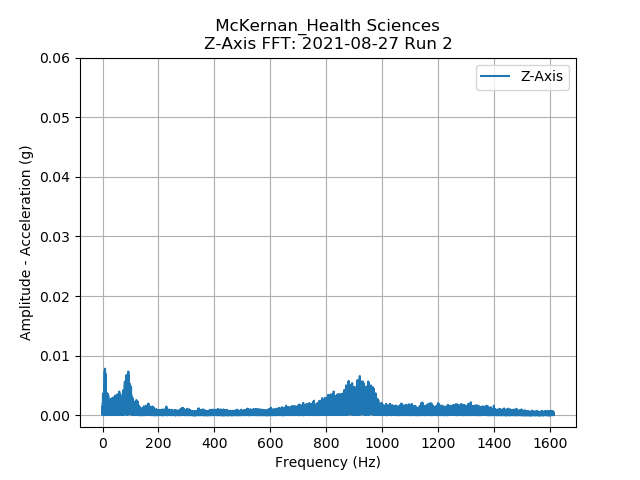 McKernan_Health Sciences
Z-Axis FFT: 2021-08-27 Run 2
Z-Axis
Amplitude - Acceleration (g)
0.06
0.05
0.04
0.03
0.02
0.01
0.00
0 200 400 600 800 1000 1200 1400 1600
Frequency (Hz)